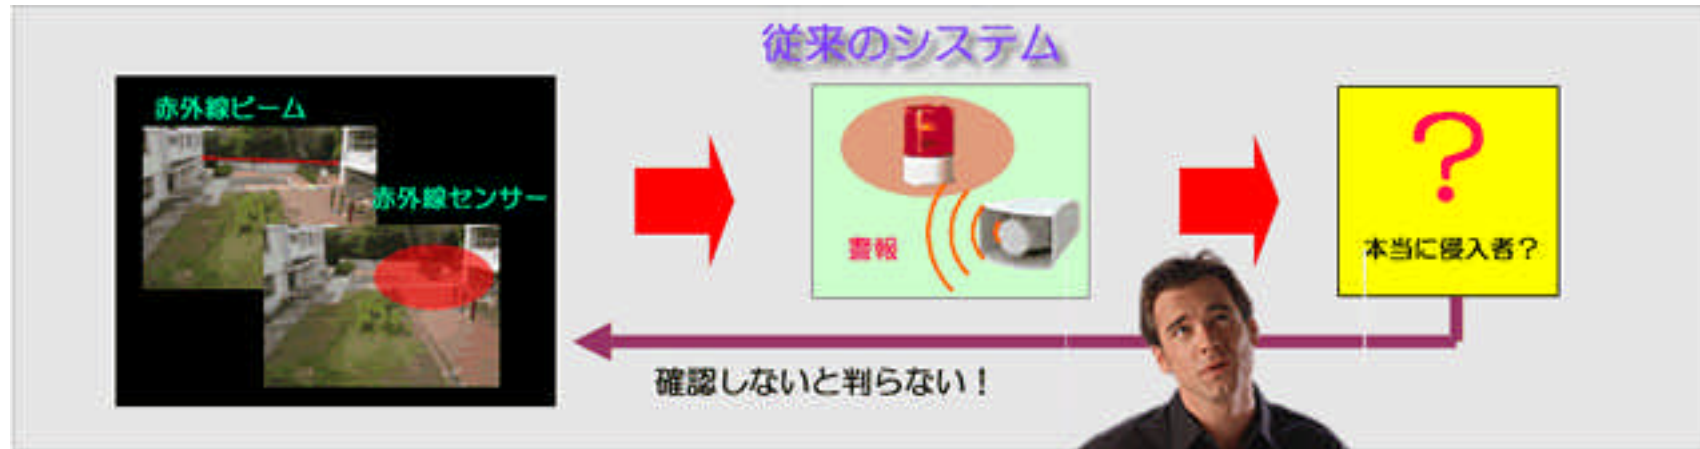 従来のシステム
赤外線ビーム
赤外線センサー
警報
?
本当に侵入者？
確認しないと判らない！